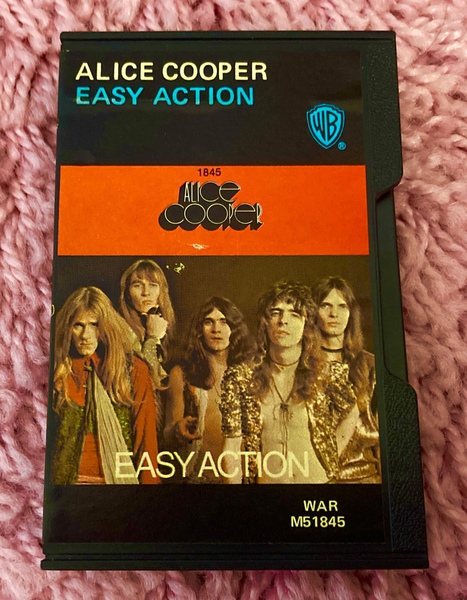 ALICE COOPER
EASY ACTION
WB
®
1845
ALICE
COOPER
EASY ACTION
WAR
M51845